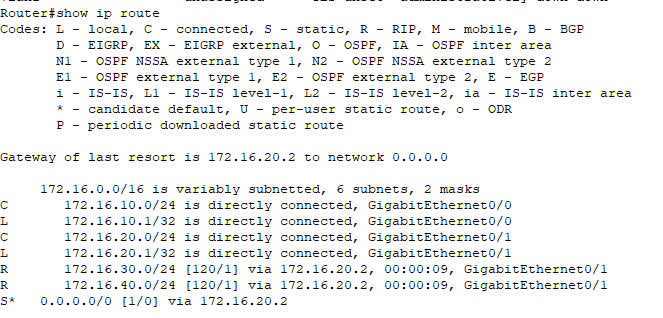 Router#show ip route
Codes: L - local, C - connected, S - static, R - RIP, M - mobile, B - BGP
D - EIGRP, EX - EIGRP external, O - OSPF, IA - OSPF inter area
N1 - OSPF NSSA external type 1, N2 - OSPF NSSA external type 2
E1 - OSPF external type 1, E2 - OSPF external type 2, E - EGP
i - IS-IS, L1 - IS-IS level-1, L2 - IS-IS level-2, ia - IS-IS inter area
* - candidate default, U - per-user static route, o - ODR
P - periodic downloaded static route
Gateway of last resort is 172.16.20.2 to network 0.0.0.0
172.16.0.0/16 is variably subnetted, 6 subnets, 2 masks
C 172.16.10.0/24 is directly connected, GigabitEthernet0/0
L 172.16.10.1/32 is directly connected, GigabitEthernet0/0
C 172.16.20.0/24 is directly connected, GigabitEthernet0/1
L 172.16.20.1/32 is directly connected, GigabitEthernet0/1
R 172.16.30.0/24 [120/1] via 172.16.20.2, 00:00:09, GigabitEthernet0/1
R 172.16.40.0/24 [120/1] via 172.16.20.2, 00:00:09, GigabitEthernet0/1
S* 0.0.0.0/0 [1/0] via 172.16.20.2